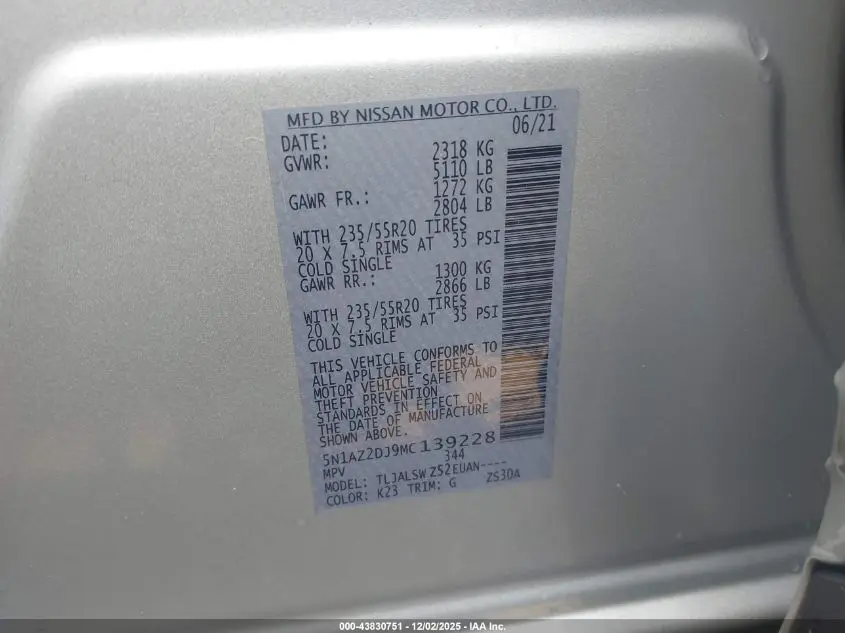 MFD BY NISSAN MOTOR CO., LTD.
DATE: 06/21
GVWR: 2318 KG
5110 LB
GAWR FR.: 1272 KG
2804 LB
WITH 235/55R20 TIRES
20 X 7.5 RIMS AT 35 PSI
COLD SINGLE
GAWR RR.: 1300 KG
2866 LB
WITH 235/55R20 TIRES
20 X 7.5 RIMS AT 35 PSI
COLD SINGLE
THIS VEHICLE CONFORMS TO
ALL APPLICABLE FEDERAL
MOTOR VEHICLE SAFETY AND
THEFT PREVENTION
STANDARDS IN EFFECT ON
THE DATE OF MANUFACTURE
SHOWN ABOVE.
5N1AZ2DJ9MC139228
MPV 344
MODEL: TLJALSW Z52EUAN----
COLOR: K23 TRIM: G ZS30A
000-43830751 - 12/02/2025 - IAA Inc.